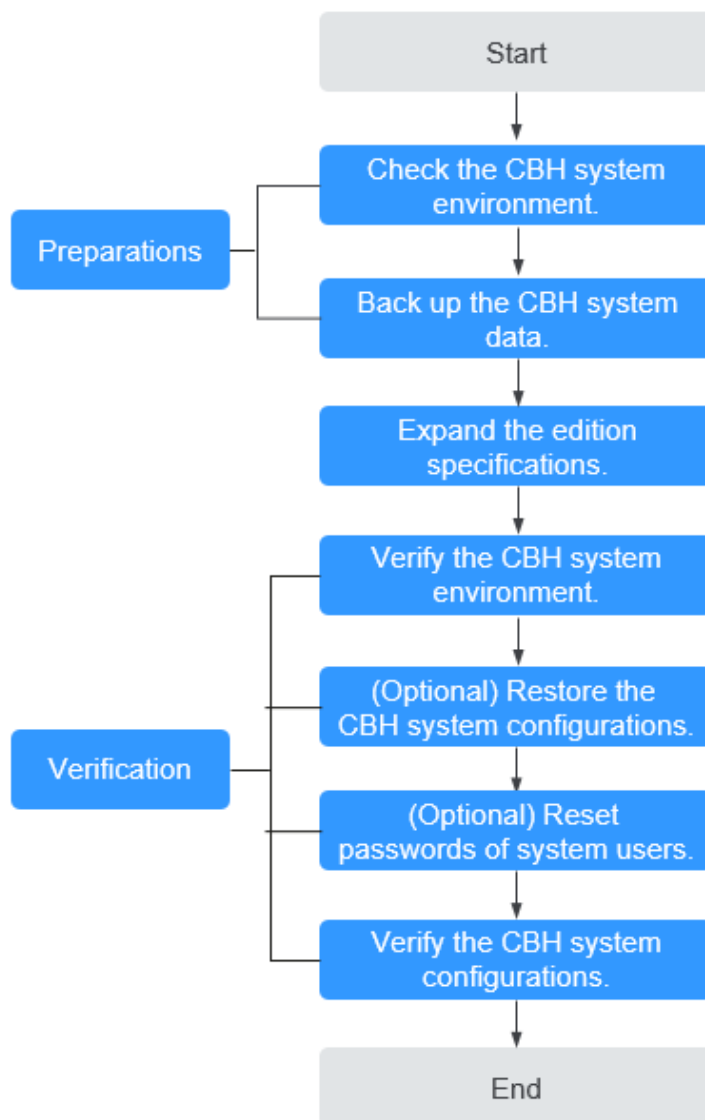 Start
Check the CBH system
environment.
Preparations
Back up the CBH system
data.
Expand the edition
specifications.
Verify the CBH system
environment.
(Optional) Restore the
CBH system configurations.
Verification
(Optional) Reset
passwords of system users.
Verify the CBH system
configurations.
End